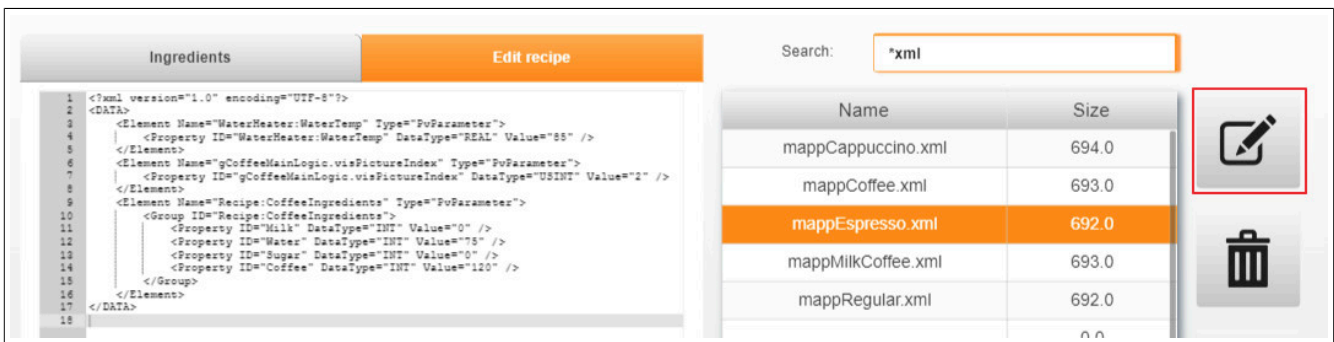 Ingredients
Edit recipe
1 <?xml version="1.0" encoding="UTF-8"?>
2 <DATA>
3 <Element Name="WaterHeater:WaterTemp" Type="PvParameter">
4 <Property ID="WaterHeater:WaterTemp" DataType="REAL" Value="85" />
5 </Element>
6 <Element Name="gCoffeeMainLogic.visPictureIndex" Type="PvParameter">
7 <Property ID="gCoffeeMainLogic.visPictureIndex" DataType="USINT" Value="2" />
8 </Element>
9 <Element Name="Recipe:CoffeeIngredients" Type="PvParameter">
10 <Group ID="Recipe:CoffeeIngredients">
11 <Property ID="Milk" DataType="INT" Value="0" />
12 <Property ID="Water" DataType="INT" Value="75" />
13 <Property ID="Sugar" DataType="INT" Value="0" />
14 <Property ID="Coffee" DataType="INT" Value="120" />
15 </Group>
16 </Element>
17 </DATA>
18
Search: *xml
Name Size
mappCappuccino.xml 694.0
mappCoffee.xml 693.0
mappEspresso.xml 692.0
mappMilkCoffee.xml 693.0
mappRegular.xml 692.0
0.0